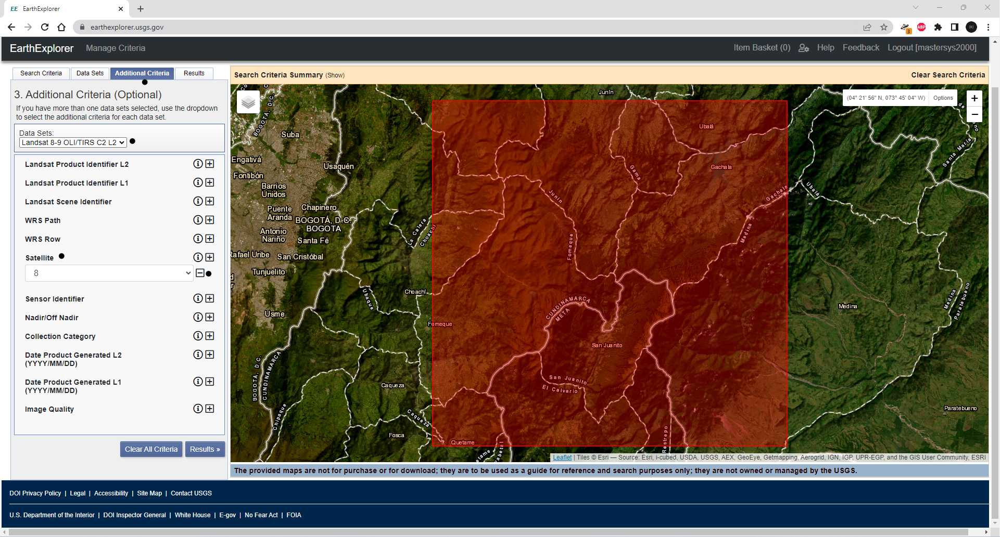 EE EarthExplorer
earthexplorer.usgs.gov
3
ABP
EarthExplorer Manage Criteria
Item Basket (0) Help Feedback Logout [mastersys2000]
Search Criteria Data Sets Additional Criteria Results
3. Additional Criteria (Optional)
If you have more than one data sets selected, use the dropdown
to select the additional criteria for each data set.
Data Sets:
Landsat 8-9 OLI/TIRS C2 L2
Landsat Product Identifier L2
Landsat Product Identifier L1
Landsat Scene Identifier
WRS Path
WRS Row
Satellite
8
Sensor Identifier
Nadir/Off Nadir
Collection Category
Date Product Generated L2
(YYYY/MM/DD)
Date Product Generated L1
(YYYY/MM/DD)
Image Quality
Clear All Criteria Results »
Search Criteria Summary (Show)
Clear Search Criteria
(04° 21' 56" N, 073° 45' 04" W) Options
+
−
Junín
BOGOTÁ, D.C.
Suba
Ubalá
Engativá
Usaquén
Gachala
Santa María
Fontibón
Gama
Barrios
Unidos
Junín
Gachala
Ubalá
Puente
Aranda
Chapinero
BOGOTÁ, D.C.
BOGOTA
La Calera
Choachí
Antonio
Nariño
Santa Fé
Fomeque
Medina
Rafael Uribe
San Cristóbal
Tunjuelito
Choachí
Ubaque
Medina
Paratebueno
Medina
Usme
CUNDINAMARCA
META
Fomeque
San Juanito
BOGOTÁ, D.C.
CUNDINAMARCA
San Juanito
El Calvario
Caqueza
Chipaque
Caqueza
Paratebueno
Fosca
Quetame
Restrepo
Leaflet | Tiles © Esri — Source: Esri, i-cubed, USDA, USGS, AEX, GeoEye, Getmapping, Aerogrid, IGN, IGP, UPR-EGP, and the GIS User Community, ESRI
The provided maps are not for purchase or for download; they are to be used as a guide for reference and search purposes only; they are not owned or managed by the USGS.
DOI Privacy Policy | Legal | Accessibility | Site Map | Contact USGS
U.S. Department of the Interior | DOI Inspector General | White House | E-gov | No Fear Act | FOIA